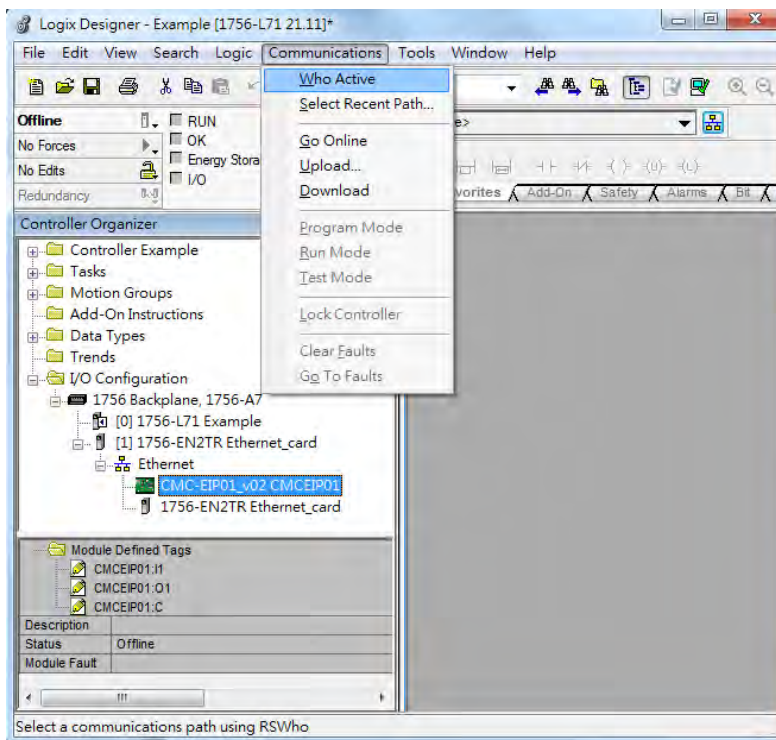 Logix Designer - Example [1756-L71 21.11]*
File Edit View Search Logic Communications Tools Window Help
Who Active
Select Recent Path...
Go Online
Upload...
Download
Program Mode
Run Mode
Test Mode
Lock Controller
Clear Faults
Go To Faults
Offline
RUN
No Forces
OK
No Edits
Energy Stora
I/O
Redundancy
e>
vorites Add-On Safety Alarms Bit
Controller Organizer
Controller Example
Tasks
Motion Groups
Add-On Instructions
Data Types
Trends
I/O Configuration
1756 Backplane, 1756-A7
[0] 1756-L71 Example
[1] 1756-EN2TR Ethernet_card
Ethernet
CMC-EIP01_v02 CMCEIP01
1756-EN2TR Ethernet_card
Module Defined Tags
CMCEIP01:I1
CMCEIP01:O1
CMCEIP01:C
Description
Status Offline
Module Fault
Select a communications path using RSWho